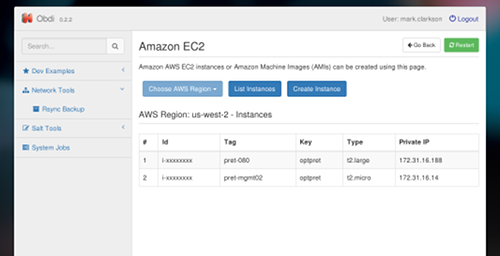 Obdi 0.2.2
User: mark.clarkson Logout
Search...
Dev Examples
Network Tools
Rsync Backup
Salt Tools
System Jobs
Amazon EC2
Go Back Restart
Amazon AWS EC2 instances or Amazon Machine Images (AMIs) can be created using this page.
Choose AWS Region List Instances Create Instance
AWS Region: us-west-2 - Instances
# Id Tag Key Type Private IP
1 i-xxxxxxxx pret-080 optpret t2.large 172.31.16.188
2 i-xxxxxxxx pret-mgmt02 optpret t2.micro 172.31.16.14